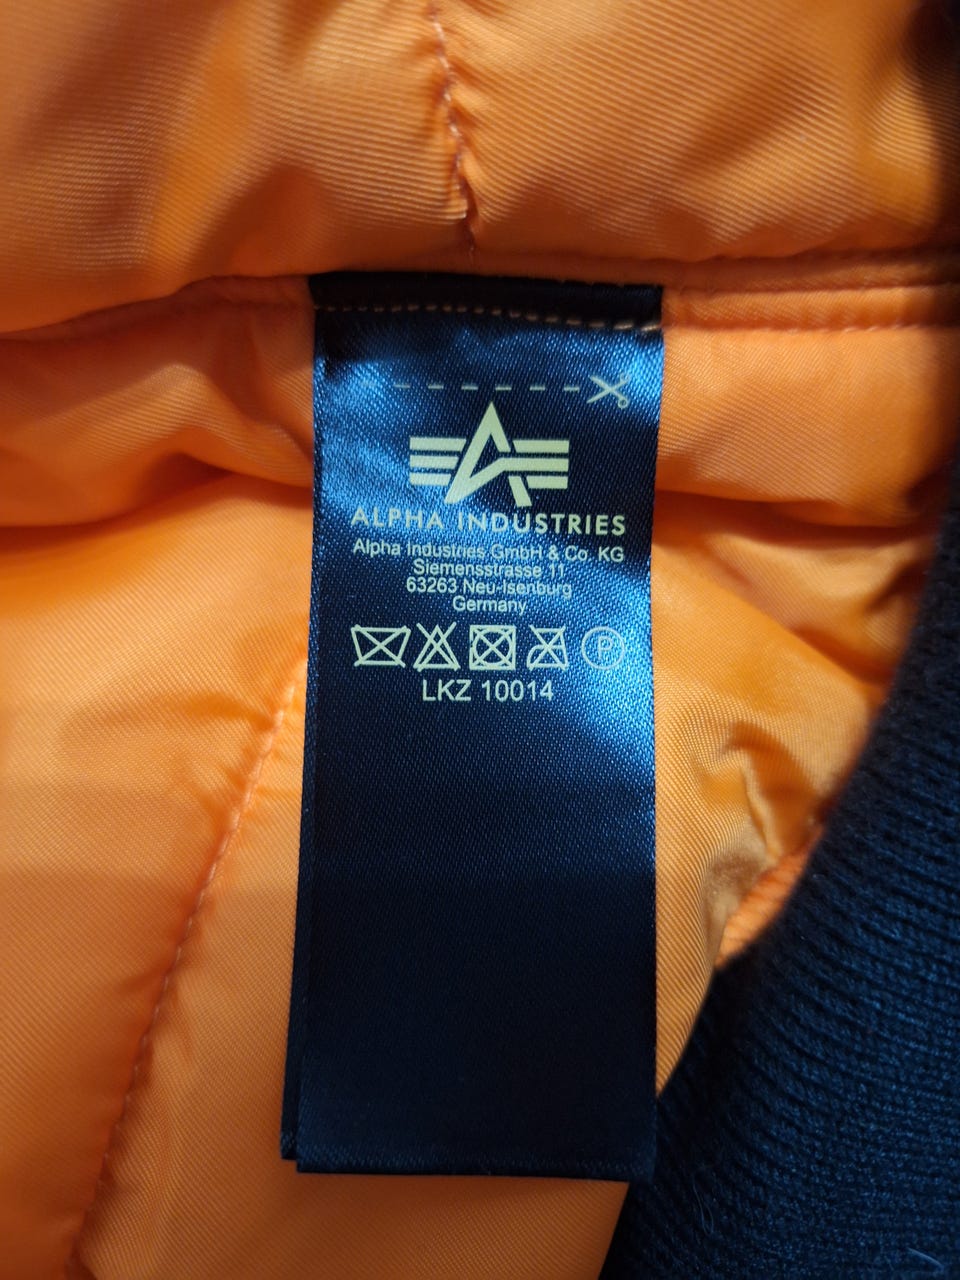 ALPHA INDUSTRIES
Alpha Industries GmbH & Co. KG
Siemensstrasse 11
63263 Neu-Isenburg
Germany
P
LKZ 10014